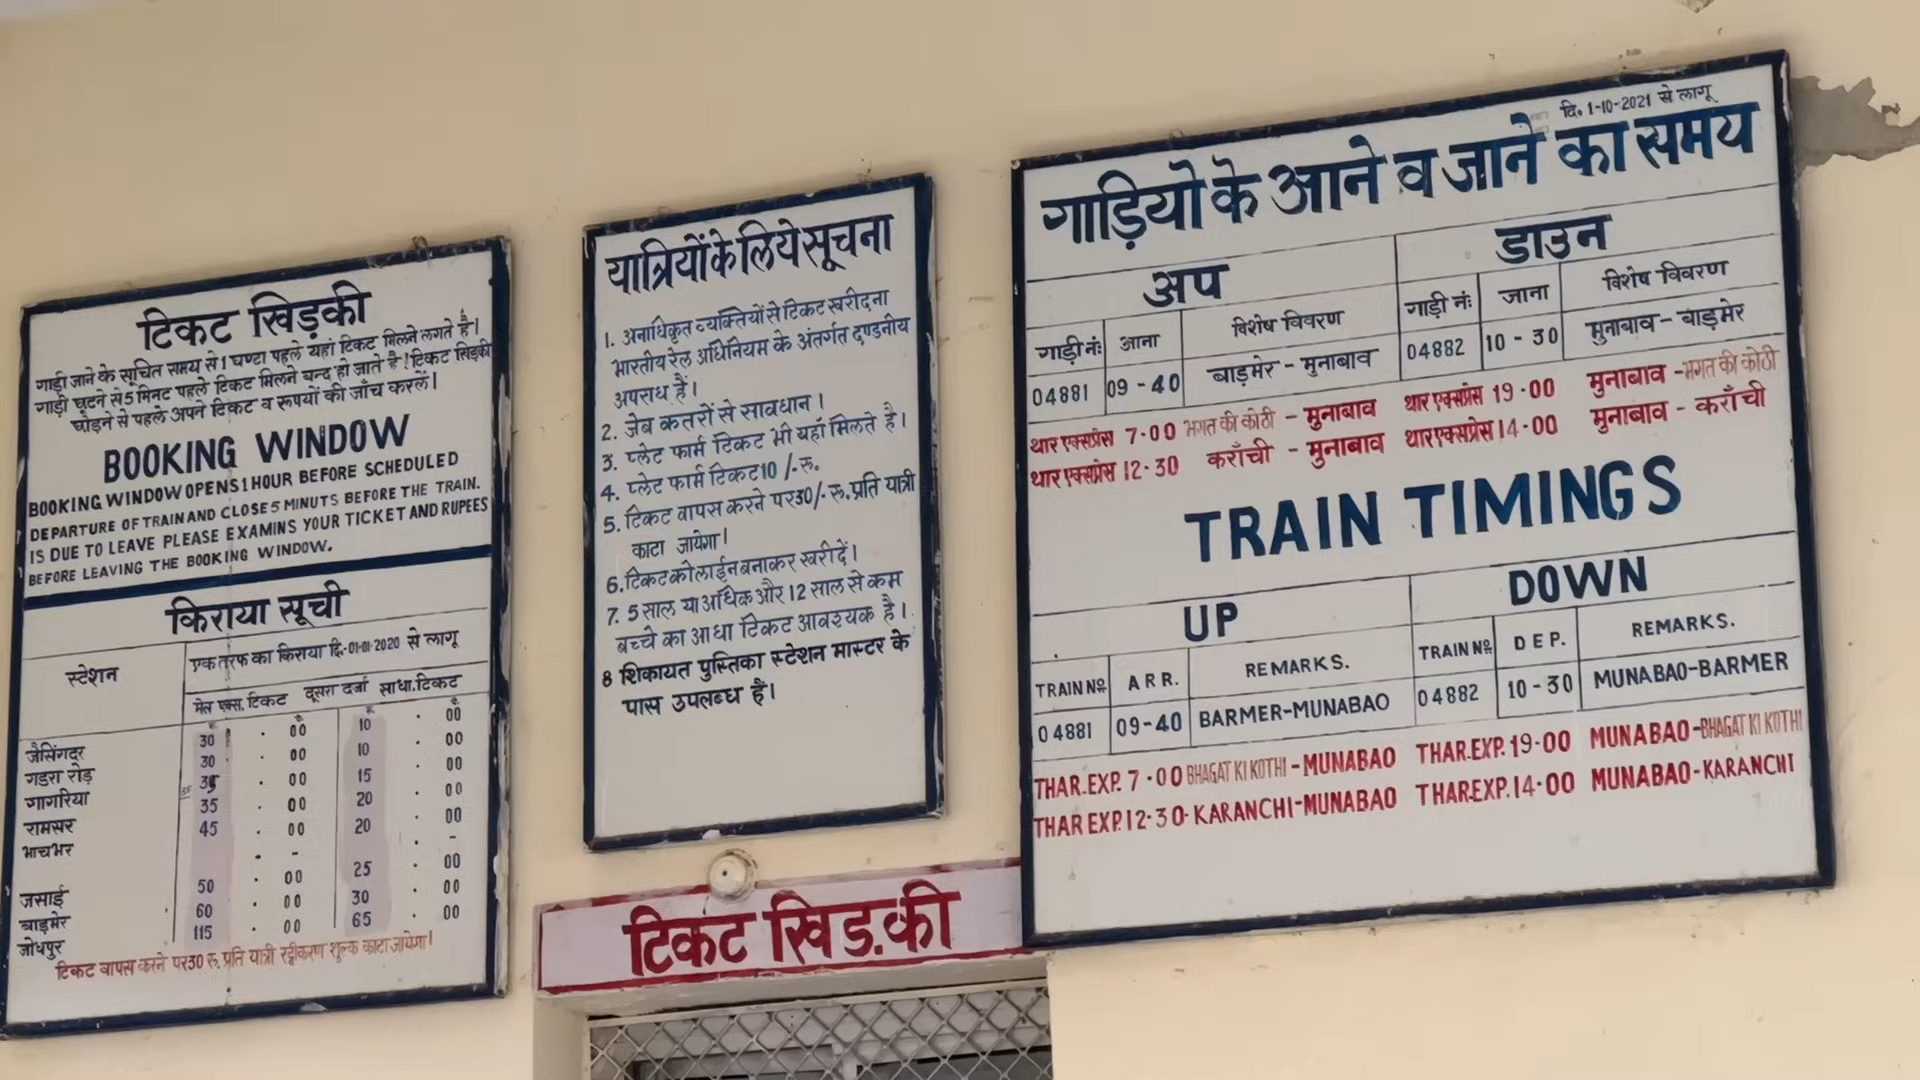 टिकट खिड़की
गाड़ी जाने के सूचित समय से 1 घण्टा पहले यहां टिकट मिलने लगते है।
गाड़ी छूटने से 5 मिनट पहले टिकट मिलने बन्द हो जाते है। टिकट खिड़की
छोड़ने से पहले अपने टिकट व रूपयों की जाँच करलें।
BOOKING WINDOW
BOOKING WINDOW OPENS 1 HOUR BEFORE SCHEDULED
DEPARTURE OF TRAIN AND CLOSE 5 MINUTS BEFORE THE TRAIN.
IS DUE TO LEAVE PLEASE EXAMINS YOUR TICKET AND RUPEES
BEFORE LEAVING THE BOOKING WINDOW.
किराया सूची
स्टेशन
एक तरफ का किराया दि.-01-01-2020 से लागू
मेल एक्स. टिकट दूसरा दर्जा साधा. टिकट
जैसिंगदर 30 . 00 10 . 00
गडरा रोड़ 30 . 00 10 . 00
गागरिया 35 . 00 15 . 00
रामसर 35 . 00 20 . 00
भाचभर 45 . 00 20 . 00
. - . -
जसाई 50 . 00 25 . 00
बाड़मेर 60 . 00 30 . 00
जोधपुर 115 . 00 65 . 00
टिकट वापस करने पर 30 रू. प्रति यात्री रद्दीकरण शुल्क काटा जायेगा।
यात्रियों के लिये सूचना
1. अनाधिकृत व्यक्तियों से टिकट खरीदना
भारतीय रेल अधिनियम के अंतर्गत दण्डनीय
अपराध हैं।
2. जेब कतरों से सावधान।
3. प्लेट फार्म टिकट भी यहाँ मिलते है।
4. प्लेट फार्म टिकट 10/-रू.
5. टिकट वापस करने पर 30/- रू. प्रति यात्री
काटा जायेगा।
6. टिकट को लाईन बनाकर खरीदें।
7. 5 साल या अधिक और 12 साल से कम
बच्चे का आधा टिकट आवश्यक है।
8 शिकायत पुस्तिका स्टेशन मास्टर के
पास उपलब्ध हैं।
टिकट खिड.की
दि. 1-10-2021 से लागू
गाड़ियो के आने व जाने का समय
अप डाउन
गाड़ी नंः आना विशेष विवरण गाड़ी नंः जाना विशेष विवरण
04881 09-40 बाड़मेर-मुनाबाव 04882 10-30 मुनाबाव-बाड़मेर
थार एक्सप्रेस 7.00 भगत की कोठी - मुनाबाव थार एक्सप्रेस 19.00 मुनाबाव - भगत की कोठी
थार एक्सप्रेस 12.30 कराँची - मुनाबाव थार एक्सप्रेस 14.00 मुनाबाव - कराँची
TRAIN TIMINGS
UP DOWN
TRAIN Nº ARR. REMARKS. TRAIN Nº DEP. REMARKS.
04881 09-40 BARMER-MUNABAO 04882 10-30 MUNABAO-BARMER
THAR.EXP. 7.00 BHAGAT KI KOTHI - MUNABAO THAR.EXP. 19-00 MUNABAO-BHAGAT KI KOTHI
THAR EXP. 12.30- KARANCHI-MUNABAO THAR.EXP. 14.00 MUNABAO-KARANCHI